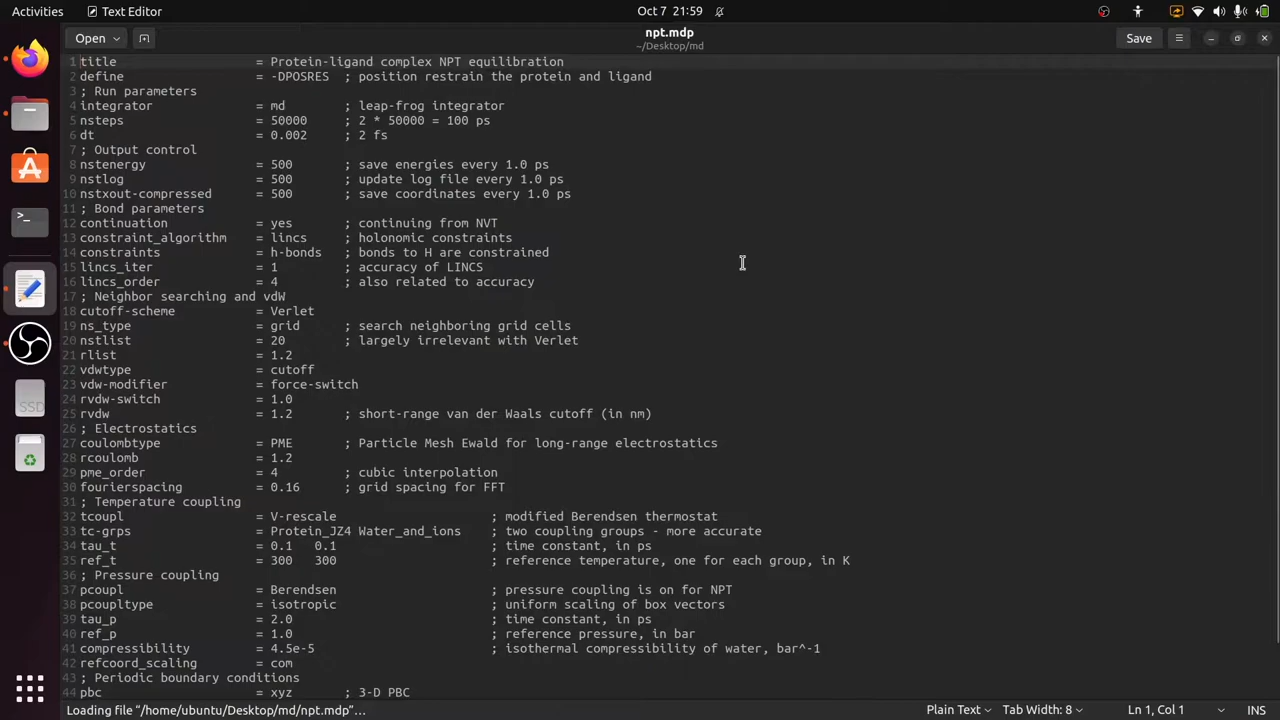 Activities Text Editor Oct 7 21:59
Open npt.mdp Save
~/Desktop/md
1 title = Protein-ligand complex NPT equilibration
2 define = -DPOSRES ; position restrain the protein and ligand
3 ; Run parameters
4 integrator = md ; leap-frog integrator
5 nsteps = 50000 ; 2 * 50000 = 100 ps
6 dt = 0.002 ; 2 fs
7 ; Output control
8 nstenergy = 500 ; save energies every 1.0 ps
9 nstlog = 500 ; update log file every 1.0 ps
10 nstxout-compressed = 500 ; save coordinates every 1.0 ps
11 ; Bond parameters
12 continuation = yes ; continuing from NVT
13 constraint_algorithm = lincs ; holonomic constraints
14 constraints = h-bonds ; bonds to H are constrained
15 lincs_iter = 1 ; accuracy of LINCS
16 lincs_order = 4 ; also related to accuracy
17 ; Neighbor searching and vdW
18 cutoff-scheme = Verlet
19 ns_type = grid ; search neighboring grid cells
20 nstlist = 20 ; largely irrelevant with Verlet
21 rlist = 1.2
22 vdwtype = cutoff
23 vdw-modifier = force-switch
24 rvdw-switch = 1.0
25 rvdw = 1.2 ; short-range van der Waals cutoff (in nm)
26 ; Electrostatics
27 coulombtype = PME ; Particle Mesh Ewald for long-range electrostatics
28 rcoulomb = 1.2
29 pme_order = 4 ; cubic interpolation
30 fourierspacing = 0.16 ; grid spacing for FFT
31 ; Temperature coupling
32 tcoupl = V-rescale ; modified Berendsen thermostat
33 tc-grps = Protein_JZ4 Water_and_ions ; two coupling groups - more accurate
34 tau_t = 0.1 0.1 ; time constant, in ps
35 ref_t = 300 300 ; reference temperature, one for each group, in K
36 ; Pressure coupling
37 pcoupl = Berendsen ; pressure coupling is on for NPT
38 pcoupltype = isotropic ; uniform scaling of box vectors
39 tau_p = 2.0 ; time constant, in ps
40 ref_p = 1.0 ; reference pressure, in bar
41 compressibility = 4.5e-5 ; isothermal compressibility of water, bar^-1
42 refcoord_scaling = com
43 ; Periodic boundary conditions
44 pbc = xyz ; 3-D PBC
Loading file “/home/ubuntu/Desktop/md/npt.mdp”… Plain Text Tab Width: 8 Ln 1, Col 1 INS
SSD